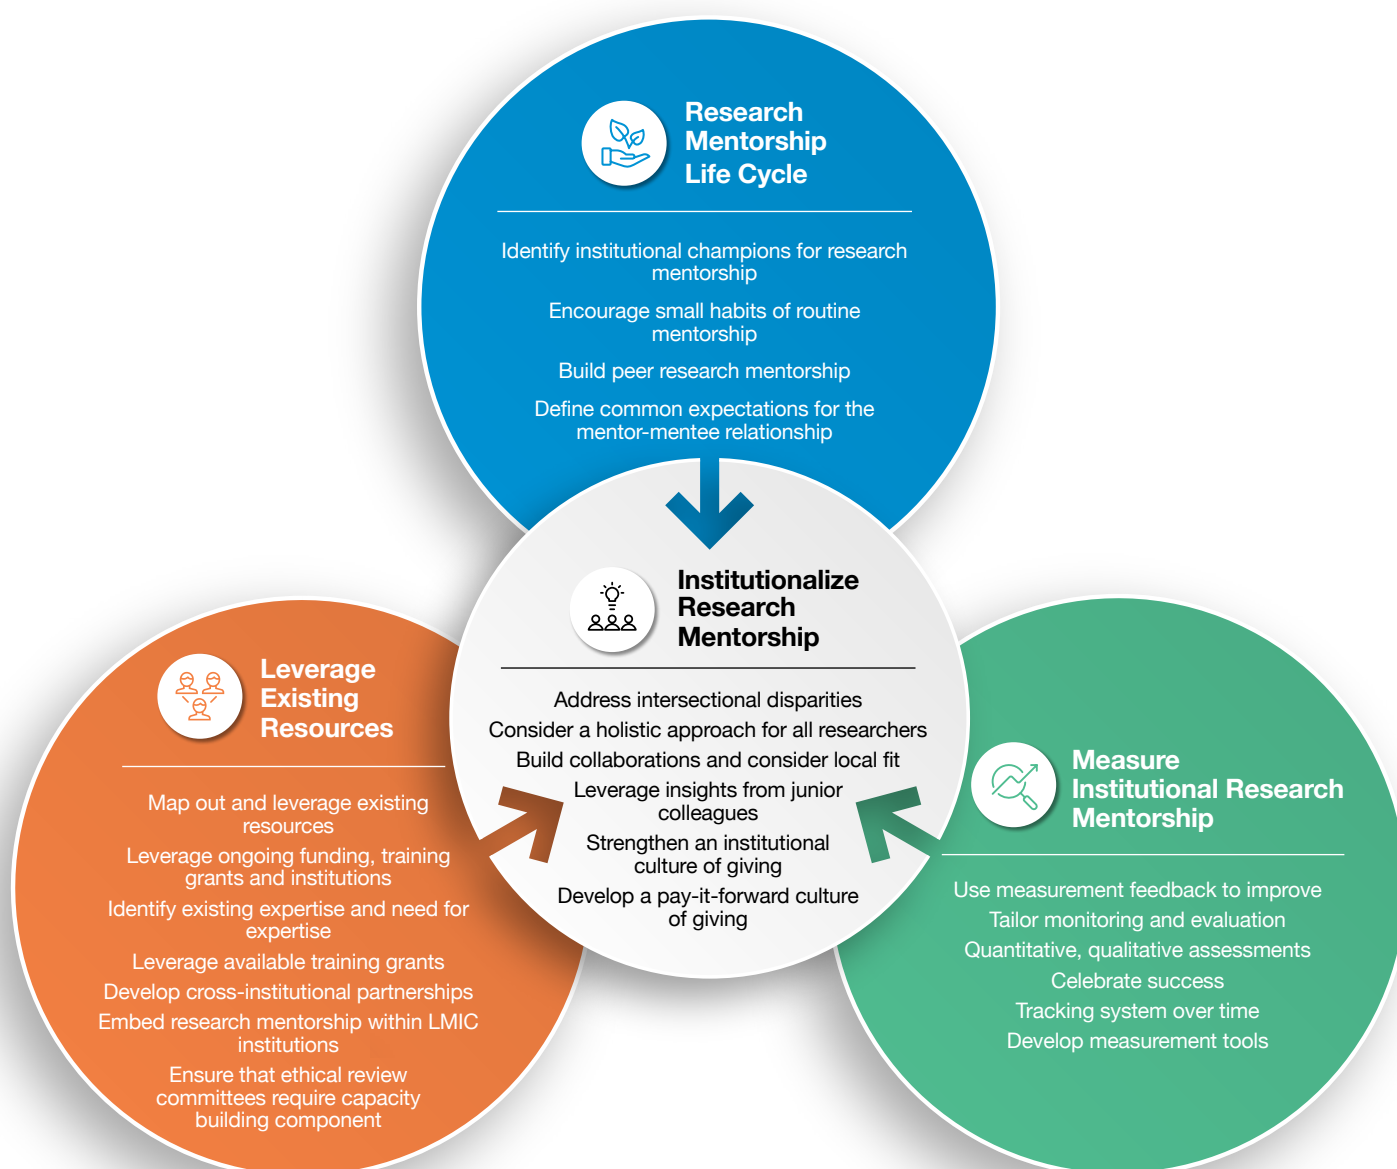 Research
Mentorship
Life Cycle
Identify institutional champions for research
mentorship
Encourage small habits of routine
mentorship
Build peer research mentorship
Define common expectations for the
mentor-mentee relationship
Institutionalize
Research
Mentorship
Address intersectional disparities
Consider a holistic approach for all researchers
Build collaborations and consider local fit
Leverage insights from junior
colleagues
Strengthen an institutional
culture of giving
Develop a pay-it-forward culture
of giving
Leverage
Existing
Resources
Map out and leverage existing
resources
Leverage ongoing funding, training
grants and institutions
Identify existing expertise and need for
expertise
Leverage available training grants
Develop cross-institutional partnerships
Embed research mentorship within LMIC
institutions
Ensure that ethical review
committees require capacity
building component
Measure
Institutional Research
Mentorship
Use measurement feedback to improve
Tailor monitoring and evaluation
Quantitative, qualitative assessments
Celebrate success
Tracking system over time
Develop measurement tools